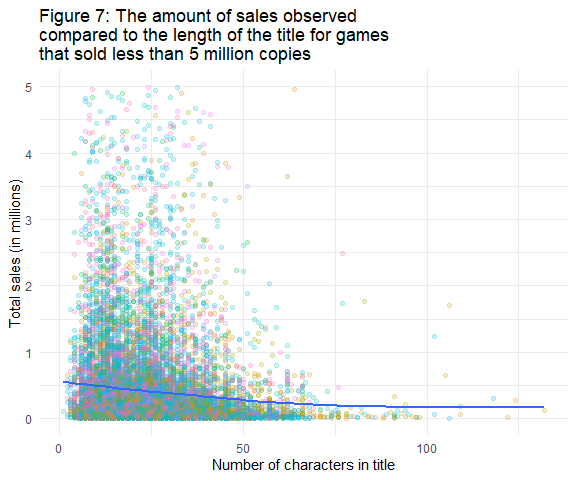 Figure 7: The amount of sales observed
compared to the length of the title for games
that sold less than 5 million copies
5
4
3
2
1
0
Total sales (in millions)
0 50 100
Number of characters in title